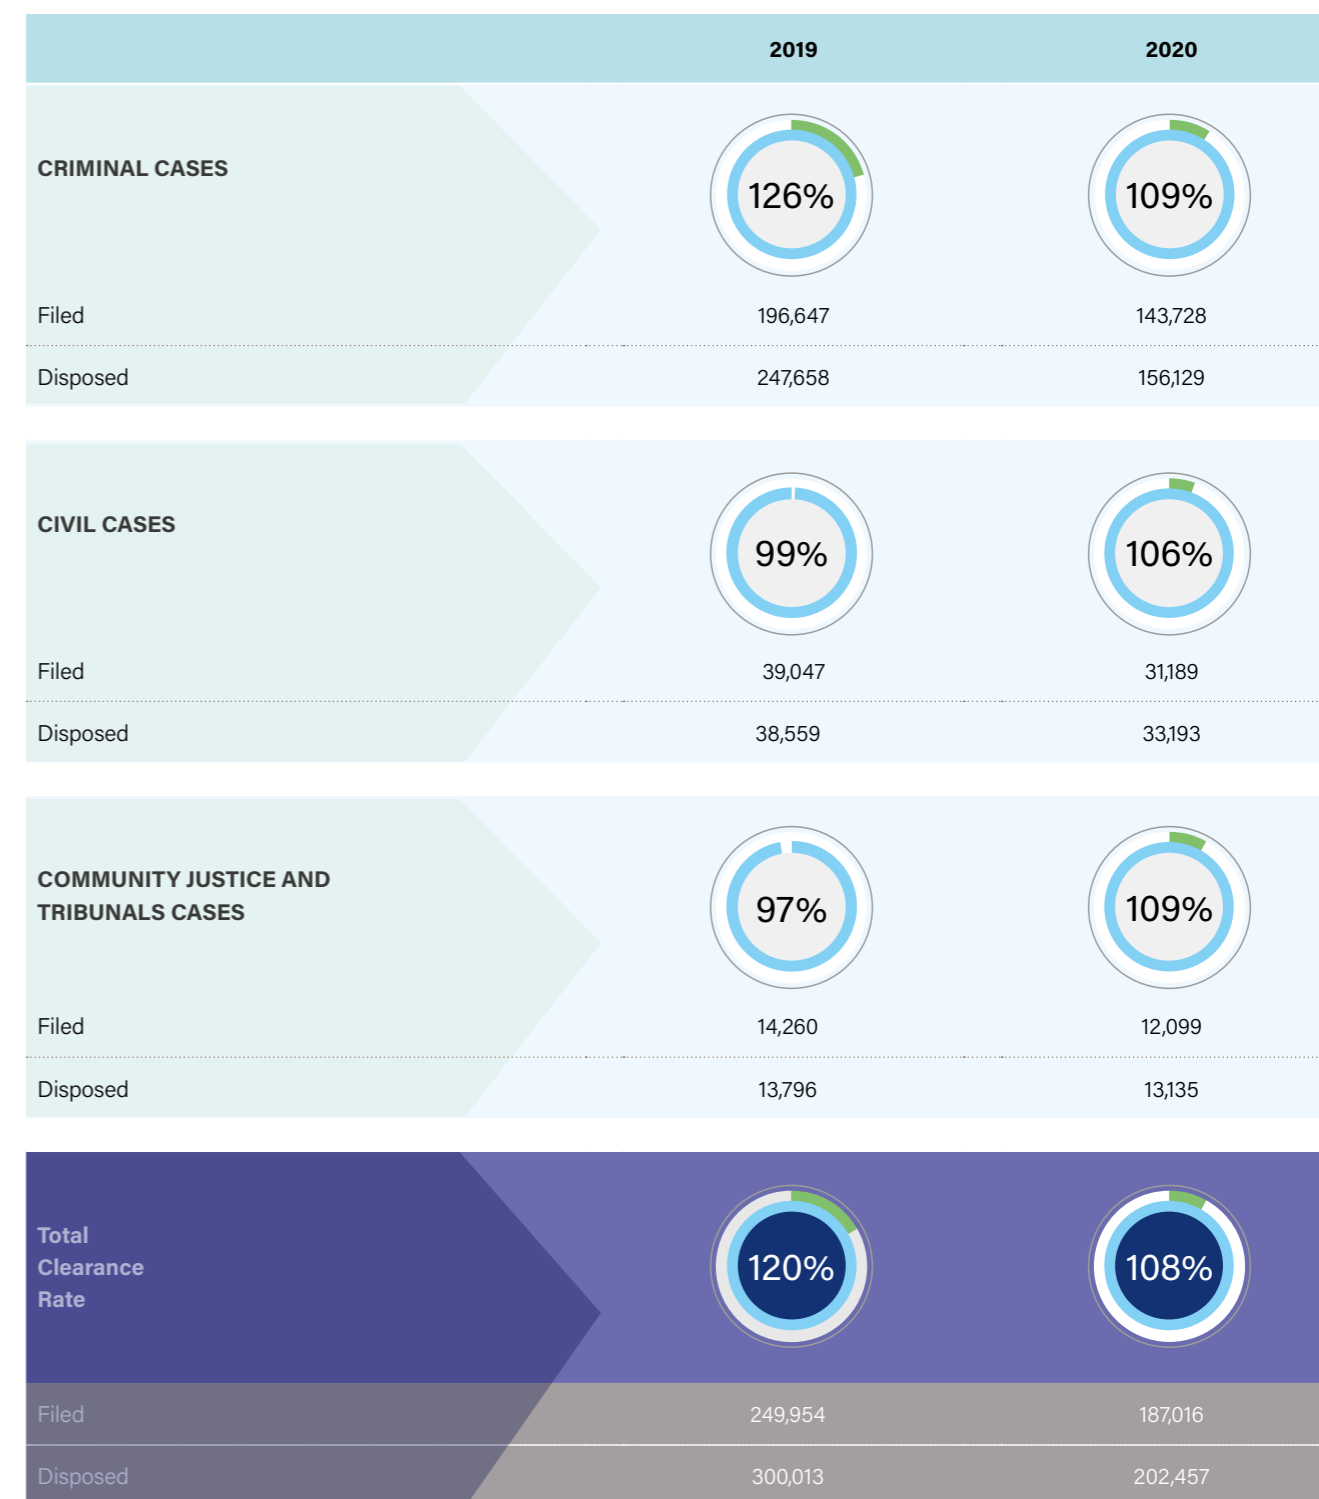 2019 2020
CRIMINAL CASES
126% 109%
Filed 196,647 143,728
Disposed 247,658 156,129
CIVIL CASES
99% 106%
Filed 39,047 31,189
Disposed 38,559 33,193
COMMUNITY JUSTICE AND
TRIBUNALS CASES
97% 109%
Filed 14,260 12,099
Disposed 13,796 13,135
Total
Clearance
Rate
120% 108%
Filed 249,954 187,016
Disposed 300,013 202,457